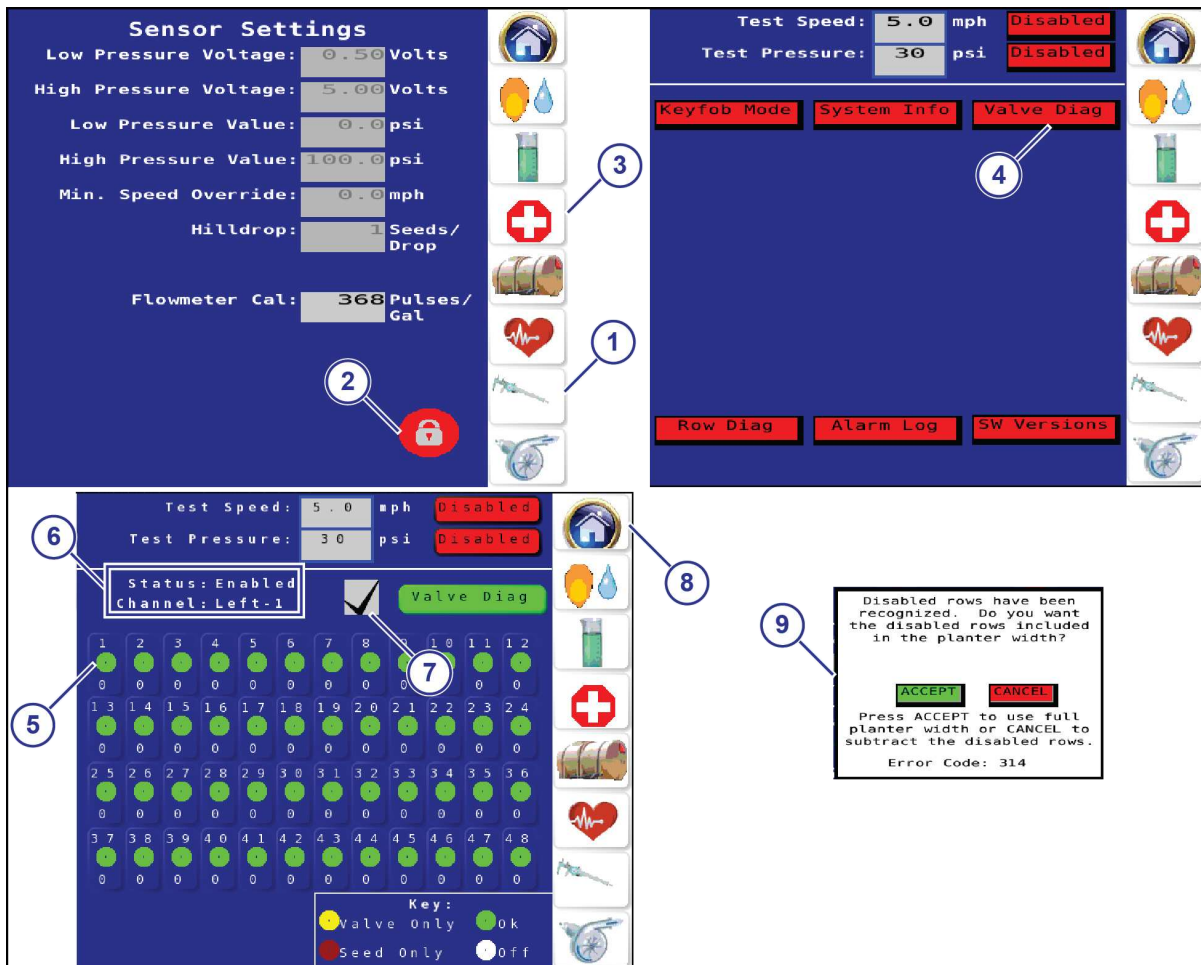 Sensor Settings
Low Pressure Voltage: 0.50 Volts
High Pressure Voltage: 5.00 Volts
Low Pressure Value: 0.0 psi
High Pressure Value: 100.0 psi
Min. Speed Override: 0.0 mph
Hilldrop: 1 Seeds/
Drop
Flowmeter Cal: 368 Pulses/
Gal
2
3
1
Test Speed: 5.0 mph Disabled
Test Pressure: 30 psi Disabled
Keyfob Mode System Info Valve Diag
4
Row Diag Alarm Log SW Versions
Test Speed: 5.0 mph Disabled
Test Pressure: 30 psi Disabled
6
Status: Enabled
Channel: Left-1
Valve Diag
7
8
5
1 2 3 4 5 6 7 8 9 10 11 12
0 0 0 0 0 0 0 0 0 0 0 0
13 14 15 16 17 18 19 20 21 22 23 24
0 0 0 0 0 0 0 0 0 0 0 0
25 26 27 28 29 30 31 32 33 34 35 36
0 0 0 0 0 0 0 0 0 0 0 0
37 38 39 40 41 42 43 44 45 46 47 48
0 0 0 0 0 0 0 0 0 0 0 0
Key:
Valve Only Ok
Seed Only Off
9
Disabled rows have been
recognized. Do you want
the disabled rows included
in the planter width?
ACCEPT CANCEL
Press ACCEPT to use full
planter width or CANCEL to
subtract the disabled rows.
Error Code: 314